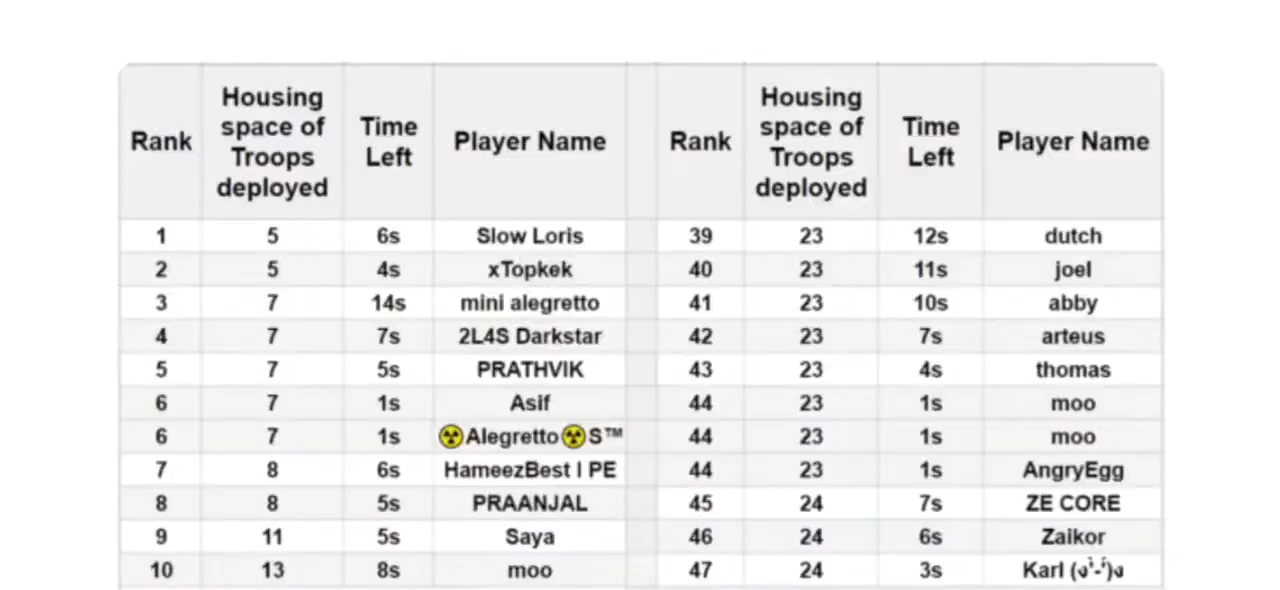 Rank Housing space of Troops deployed Time Left Player Name Rank Housing space of Troops deployed Time Left Player Name
1 5 6s Slow Loris 39 23 12s dutch
2 5 4s xTopkek 40 23 11s joel
3 7 14s mini alegretto 41 23 10s abby
4 7 7s 2L4S Darkstar 42 23 7s arteus
5 7 5s PRATHVIK 43 23 4s thomas
6 7 1s Asif 44 23 1s moo
6 7 1s ☢Alegretto☢S™ 44 23 1s moo
7 8 6s HameezBest l PE 44 23 1s AngryEgg
8 8 5s PRAANJAL 45 24 7s ZE CORE
9 11 5s Saya 46 24 6s Zaikor
10 13 8s moo 47 24 3s Karl